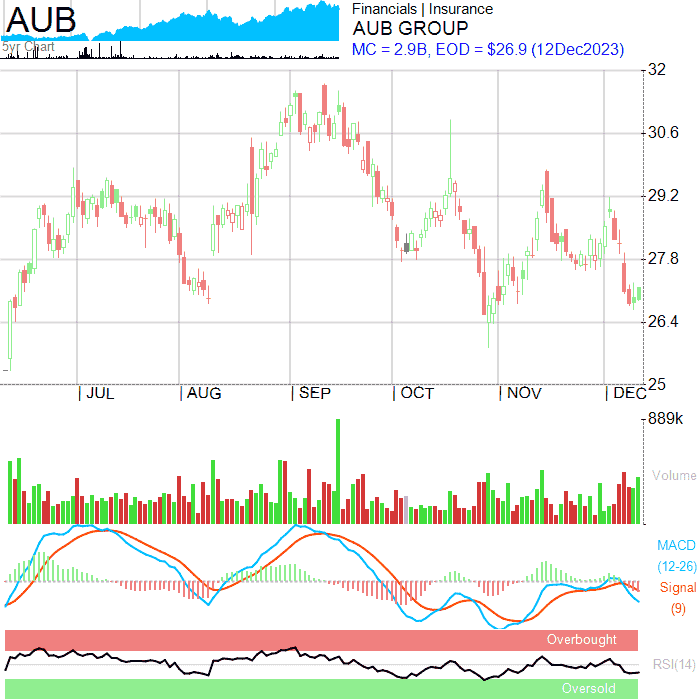 AUB
5yr Chart
Financials | Insurance
AUB GROUP
MC = 2.9B, EOD = $26.9 (12Dec2023)
32
30.6
29.2
27.8
26.4
25
| JUL | AUG | SEP | OCT | NOV | DEC
889k
Volume
MACD
(12-26)
Signal
(9)
Overbought
RSI(14)
Oversold